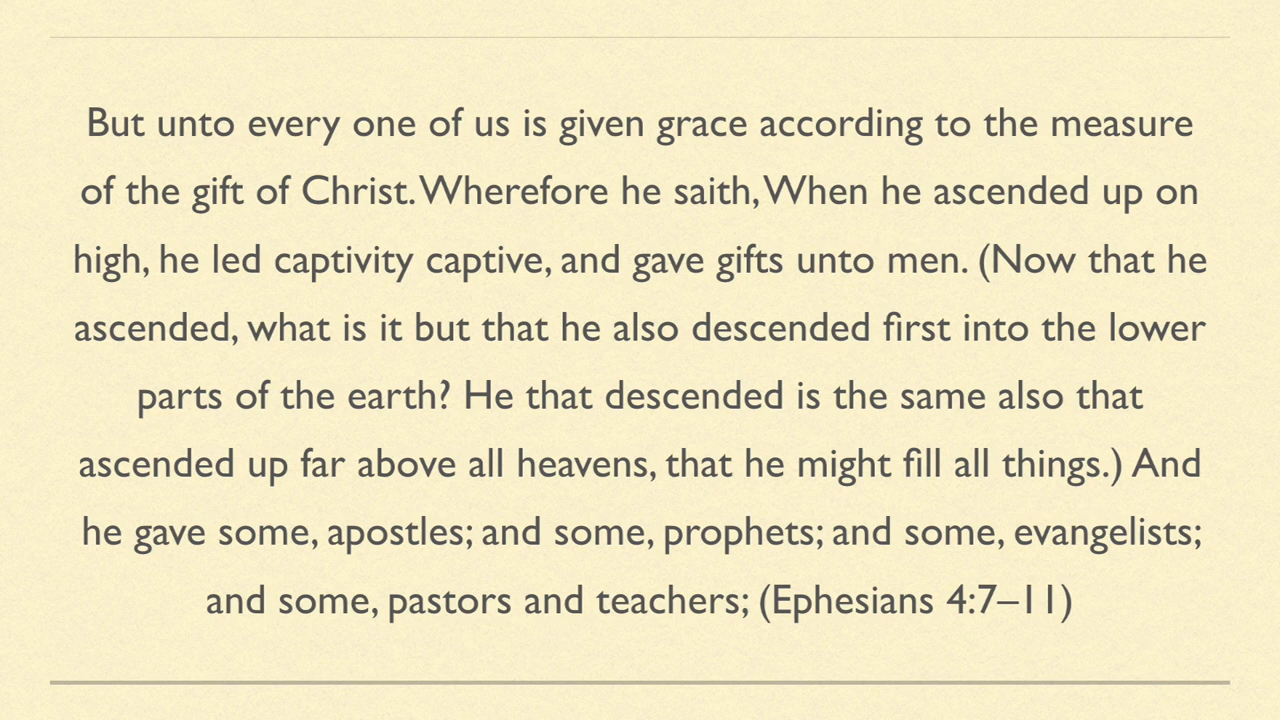 But unto every one of us is given grace according to the measure
of the gift of Christ. Wherefore he saith, When he ascended up on
high, he led captivity captive, and gave gifts unto men. (Now that he
ascended, what is it but that he also descended first into the lower
parts of the earth? He that descended is the same also that
ascended up far above all heavens, that he might fill all things.) And
he gave some, apostles; and some, prophets; and some, evangelists;
and some, pastors and teachers; (Ephesians 4:7–11)